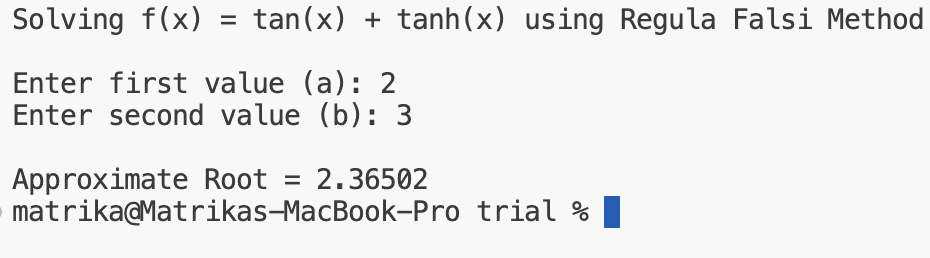 Solving f(x) = tan(x) + tanh(x) using Regula Falsi Method
Enter first value (a): 2
Enter second value (b): 3
Approximate Root = 2.36502
matrika@Matrikas-MacBook-Pro trial %